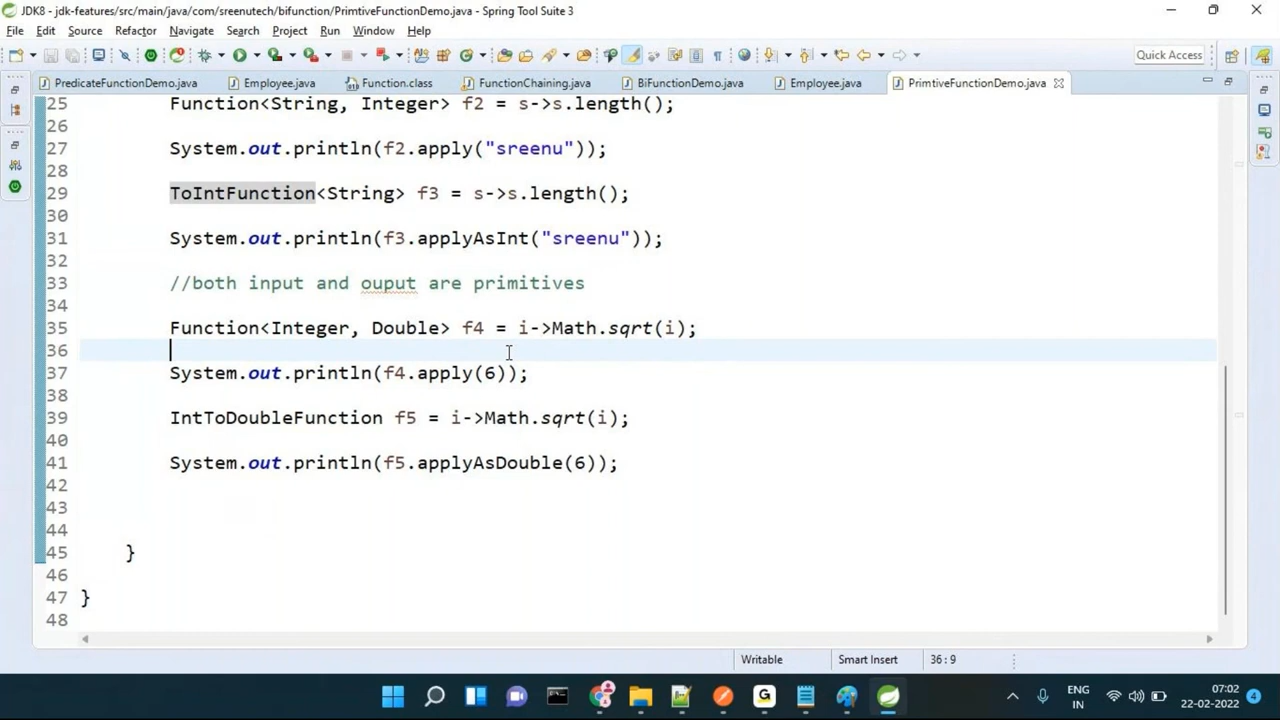 JDK8 - jdk-features/src/main/java/com/sreenutech/bifunction/PrimtiveFunctionDemo.java - Spring Tool Suite 3
File Edit Source Refactor Navigate Search Project Run Window Help
Quick Access
PredicateFunctionDemo.java Employee.java Function.class FunctionChaining.java BiFunctionDemo.java Employee.java PrimtiveFunctionDemo.java
25 Function<String, Integer> f2 = s->s.length();
26
27 System.out.println(f2.apply("sreenu"));
28
29 ToIntFunction<String> f3 = s->s.length();
30
31 System.out.println(f3.applyAsInt("sreenu"));
32
33 //both input and ouput are primitives
34
35 Function<Integer, Double> f4 = i->Math.sqrt(i);
36
37 System.out.println(f4.apply(6));
38
39 IntToDoubleFunction f5 = i->Math.sqrt(i);
40
41 System.out.println(f5.applyAsDouble(6));
42
43
44
45 }
46
47 }
48
Writable Smart Insert 36 : 9
ENG 07:02
IN 22-02-2022 4